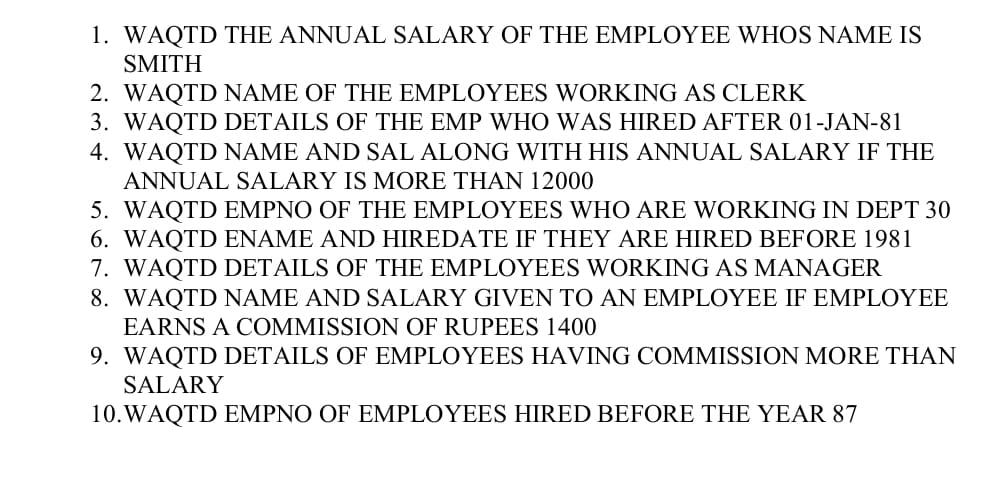 1. WAQTD THE ANNUAL SALARY OF THE EMPLOYEE WHOS NAME IS
SMITH
2. WAQTD NAME OF THE EMPLOYEES WORKING AS CLERK
3. WAQTD DETAILS OF THE EMP WHO WAS HIRED AFTER 01-JAN-81
4. WAQTD NAME AND SAL ALONG WITH HIS ANNUAL SALARY IF THE
ANNUAL SALARY IS MORE THAN 12000
5. WAQTD EMPNO OF THE EMPLOYEES WHO ARE WORKING IN DEPT 30
6. WAQTD ENAME AND HIREDATE IF THEY ARE HIRED BEFORE 1981
7. WAQTD DETAILS OF THE EMPLOYEES WORKING AS MANAGER
8. WAQTD NAME AND SALARY GIVEN TO AN EMPLOYEE IF EMPLOYEE
EARNS A COMMISSION OF RUPEES 1400
9. WAQTD DETAILS OF EMPLOYEES HAVING COMMISSION MORE THAN
SALARY
10.WAQTD EMPNO OF EMPLOYEES HIRED BEFORE THE YEAR 87